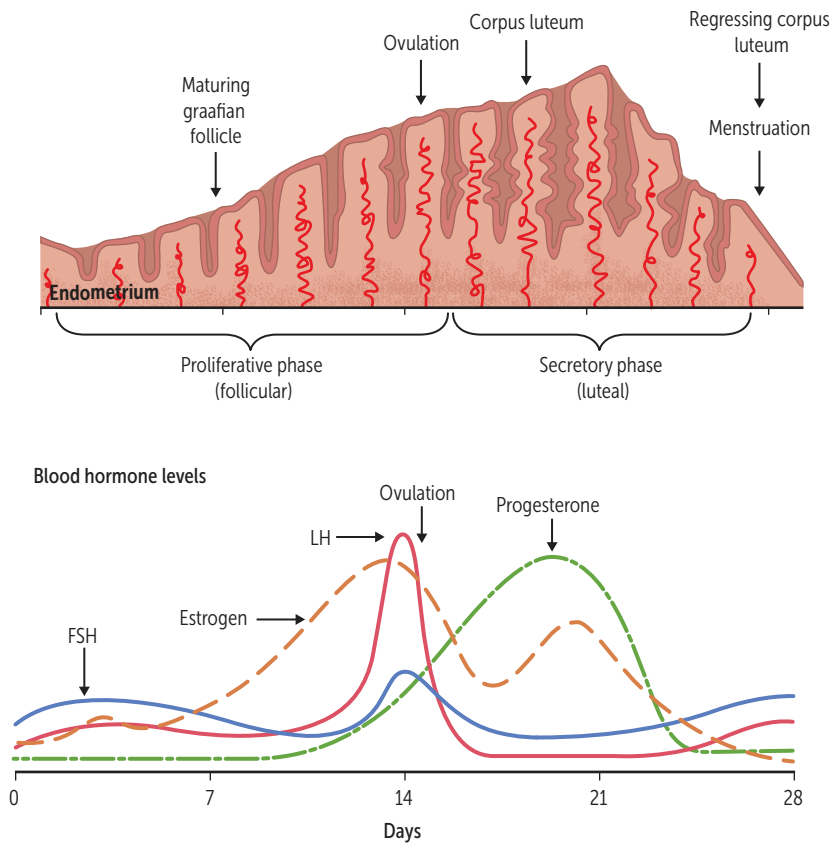 Corpus luteum
Regressing corpus
luteum
Ovulation
Maturing
graafian
follicle
Menstruation
Endometrium
Proliferative phase
(follicular)
Secretory phase
(luteal)
Blood hormone levels
Ovulation
Progesterone
LH
Estrogen
FSH
0
7
14
21
28
Days